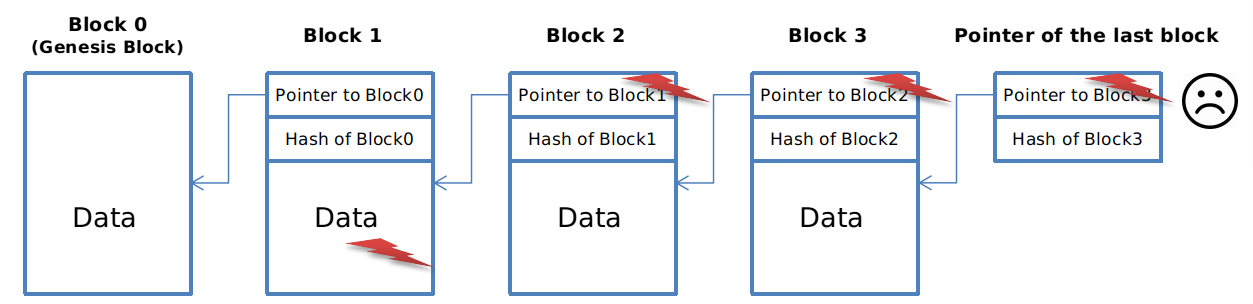 Block 0
(Genesis Block)
Block 1
Block 2
Block 3
Pointer of the last block
Pointer to Block0
Pointer to Block1
Pointer to Block2
Pointer to Block3
Hash of Block0
Hash of Block1
Hash of Block2
Hash of Block3
Data
Data
Data
Data